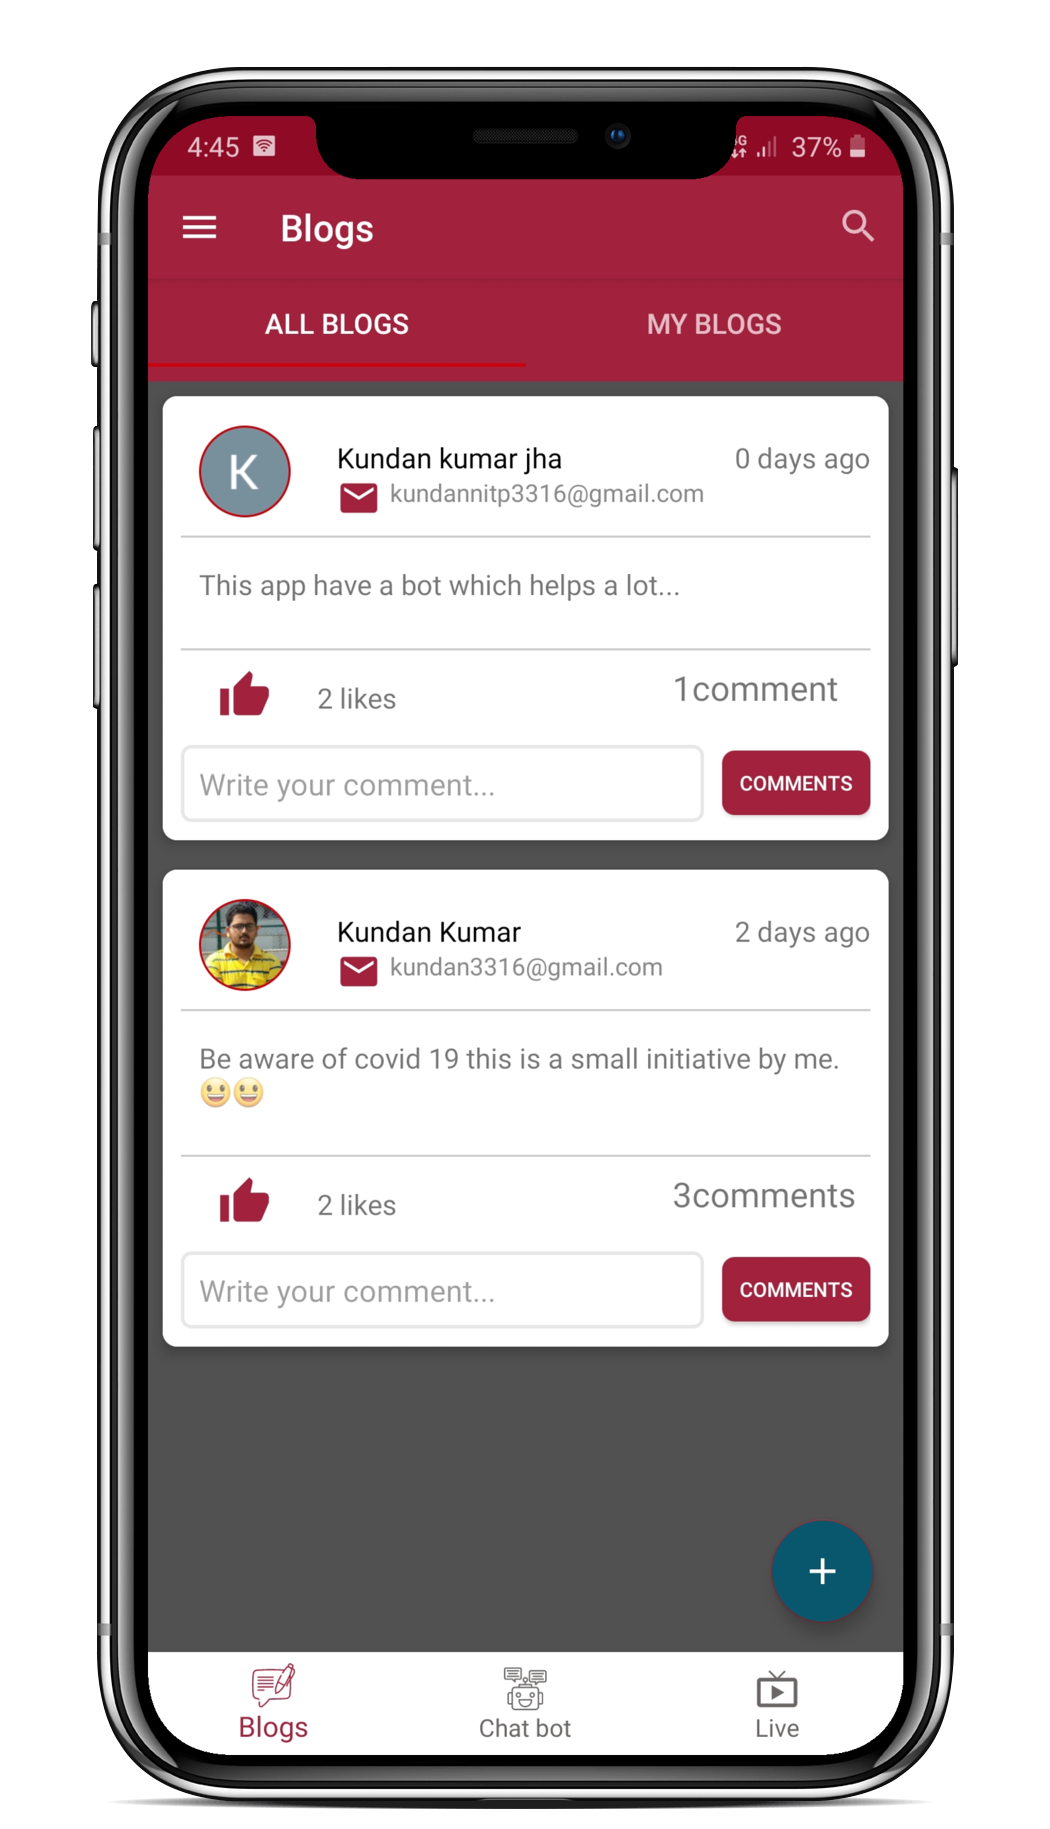 4:45
37%
Blogs
ALL BLOGS
MY BLOGS
K
Kundan kumar jha
0 days ago
kundannitp3316@gmail.com
This app have a bot which helps a lot...
2 likes
1comment
Write your comment...
COMMENTS
Kundan Kumar
2 days ago
kundan3316@gmail.com
Be aware of covid 19 this is a small initiative by me.
😀😀
2 likes
3comments
Write your comment...
COMMENTS
+
Blogs
Chat bot
Live